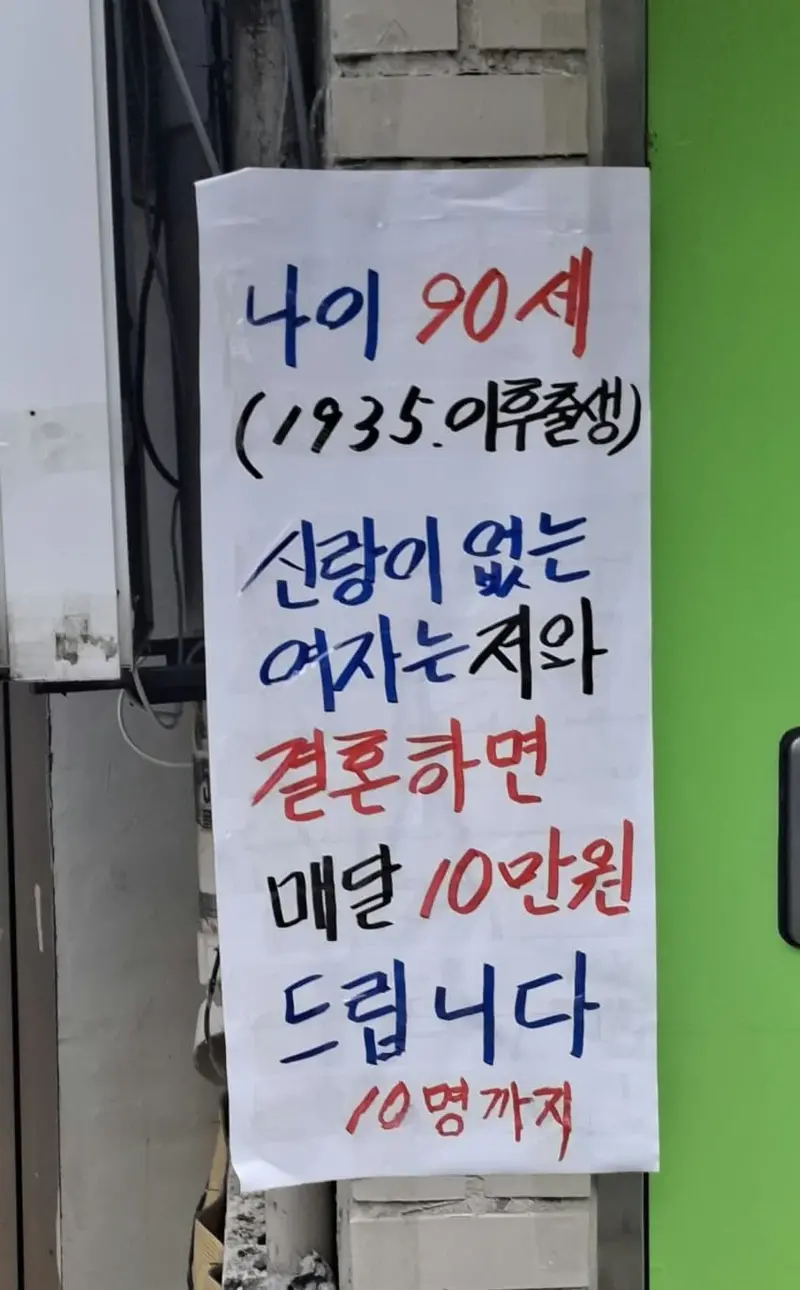 나이 90세
(1935.이후출생)
신랑이 없는
여자는 저와
결혼하면
매달 10만원
드립니다
10명까지